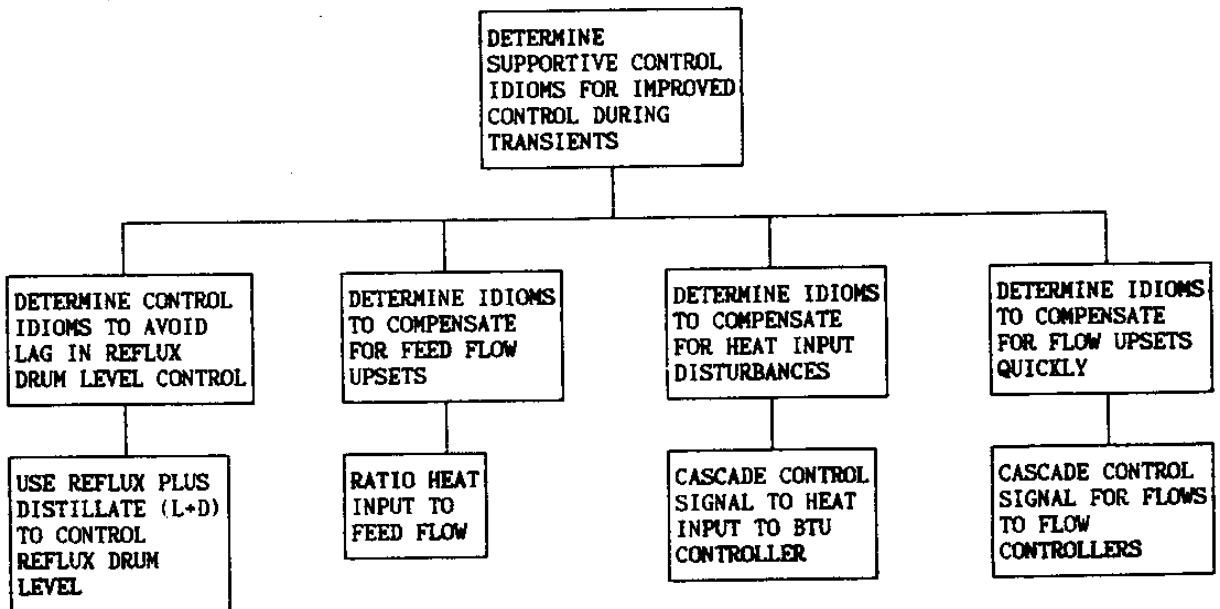 DETERMINE
SUPPORTIVE CONTROL
IDIOMS FOR IMPROVED
CONTROL DURING
TRANSIENTS
DETERMINE CONTROL
IDIOMS TO AVOID
LAG IN REFLUX
DRUM LEVEL CONTROL
DETERMINE IDIOMS
TO COMPENSATE
FOR FEED FLOW
UPSETS
DETERMINE IDIOMS
TO COMPENSATE
FOR HEAT INPUT
DISTURBANCES
DETERMINE IDIOMS
TO COMPENSATE
FOR FLOW UPSETS
QUICKLY
USE REFLUX PLUS
DISTILLATE (L+D)
TO CONTROL
REFLUX DRUM
LEVEL
RATIO HEAT
INPUT TO
FEED FLOW
CASCADE CONTROL
SIGNAL TO HEAT
INPUT TO BTU
CONTROLLER
CASCADE CONTROL
SIGNAL FOR FLOWS
TO FLOW
CONTROLLERS